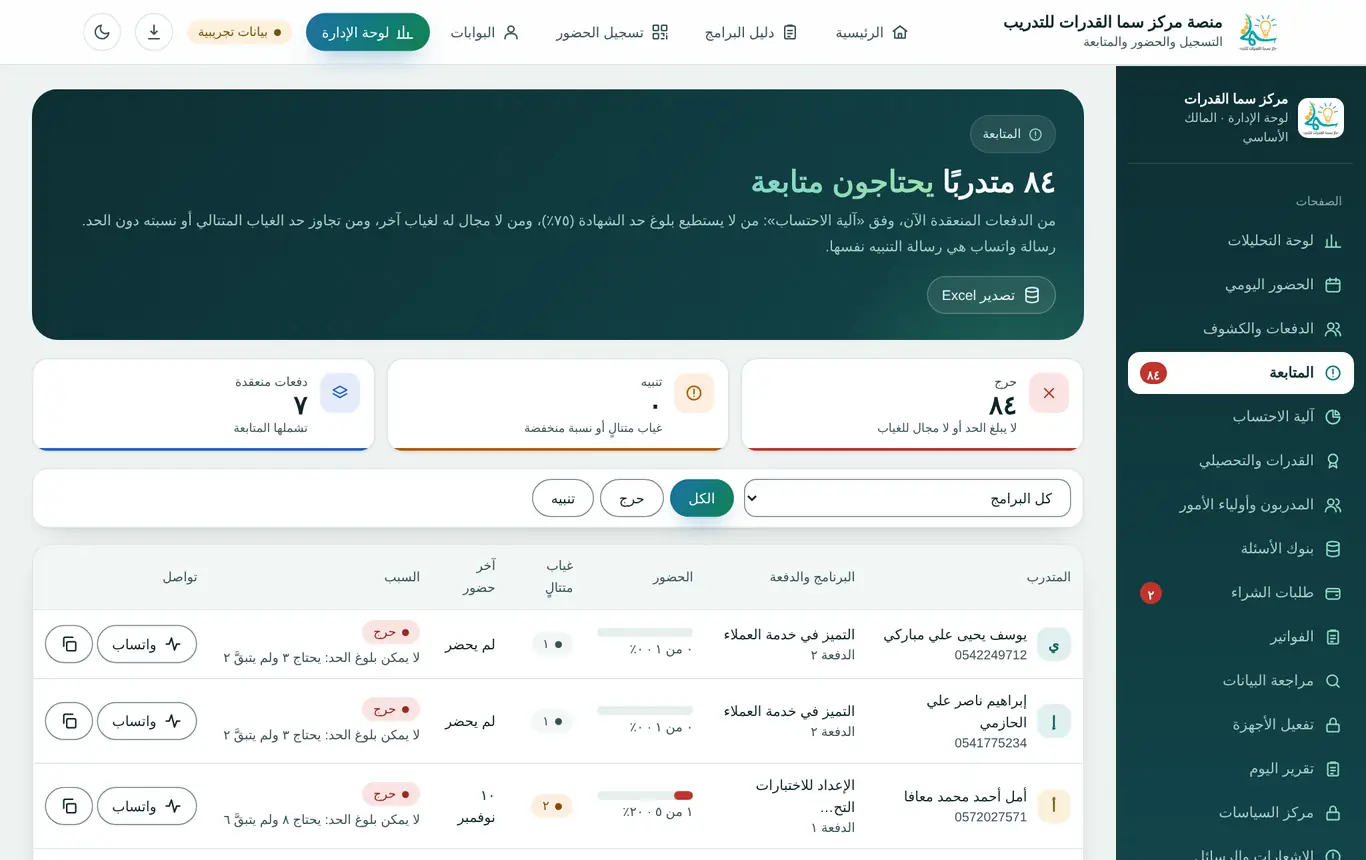 منصة مركز سما القدرات للتدريب
التسجيل والحضور والمتابعة
الرئيسية
دليل البرامج
تسجيل الحضور
البوابات
لوحة الإدارة
بيانات تجريبية
مركز سما القدرات
لوحة الإدارة · المالك
الأساسي
الصفحات
لوحة التحليلات
الحضور اليومي
الدفعات والكشوف
المتابعة
٨٤
آلية الاحتساب
القدرات والتحصيلي
المدربون وأولياء الأمور
بنوك الأسئلة
طلبات الشراء
٢
الفواتير
مراجعة البيانات
تفعيل الأجهزة
تقرير اليوم
مركز السياسات
الإشعارات والرسائل
المتابعة
٨٤ متدربًا يحتاجون متابعة
من الدفعات المنعقدة الآن، وفق «آلية الاحتساب»: من لا يستطيع بلوغ حد الشهادة (٧٥٪)، ومن لا مجال له لغياب آخر، ومن تجاوز حد الغياب المتتالي أو نسبته دون الحد.
رسالة واتساب هي رسالة التنبيه نفسها.
تصدير Excel
حرج
٨٤
لا يبلغ الحد أو لا مجال للغياب
تنبيه
٠
غياب متتالٍ أو نسبة منخفضة
دفعات منعقدة
٧
تشملها المتابعة
كل البرامج
الكل
حرج
تنبيه
المتدرب
البرنامج والدفعة
الحضور
غياب متتالٍ
آخر حضور
السبب
تواصل
ي
يوسف يحيى علي مباركي
0542249712
التميز في خدمة العملاء
الدفعة ٢
٠ من ١ · ٠٪
١
لم يحضر
حرج
لا يمكن بلوغ الحد: يحتاج ٣ ولم يتبقَّ ٢
واتساب
إ
إبراهيم ناصر علي
الحازمي
0541775234
التميز في خدمة العملاء
الدفعة ٢
٠ من ١ · ٠٪
١
لم يحضر
حرج
لا يمكن بلوغ الحد: يحتاج ٣ ولم يتبقَّ ٢
واتساب
أ
أمل أحمد محمد معافا
0572027571
الإعداد للاختبارات
التح...
الدفعة ١
١ من ٥ · ٢٠٪
٢
١٠
نوفمبر
حرج
لا يمكن بلوغ الحد: يحتاج ٨ ولم يتبقَّ ٦
واتساب